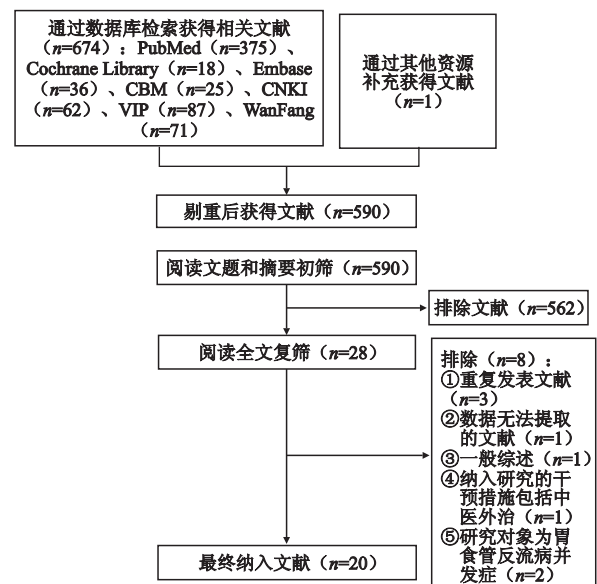 通过数据库检索获得相关文献
（n=674）：PubMed（n=375）、
Cochrane Library（n=18）、Embase
（n=36）、CBM（n=25）、CNKI
（n=62）、VIP（n=87）、WanFang
（n=71）
通过其他资源
补充获得文献
（n=1）
剔重后获得文献（n=590）
阅读文题和摘要初筛（n=590）
排除文献（n=562）
阅读全文复筛（n=28）
排除（n=8）：
①重复发表文献
（n=3）
②数据无法提取
的文献（n=1）
③一般综述（n=1）
④纳入研究的干
预措施包括中
医外治（n=1）
⑤研究对象为胃
食管反流病并
发症（n=2）
最终纳入文献（n=20）